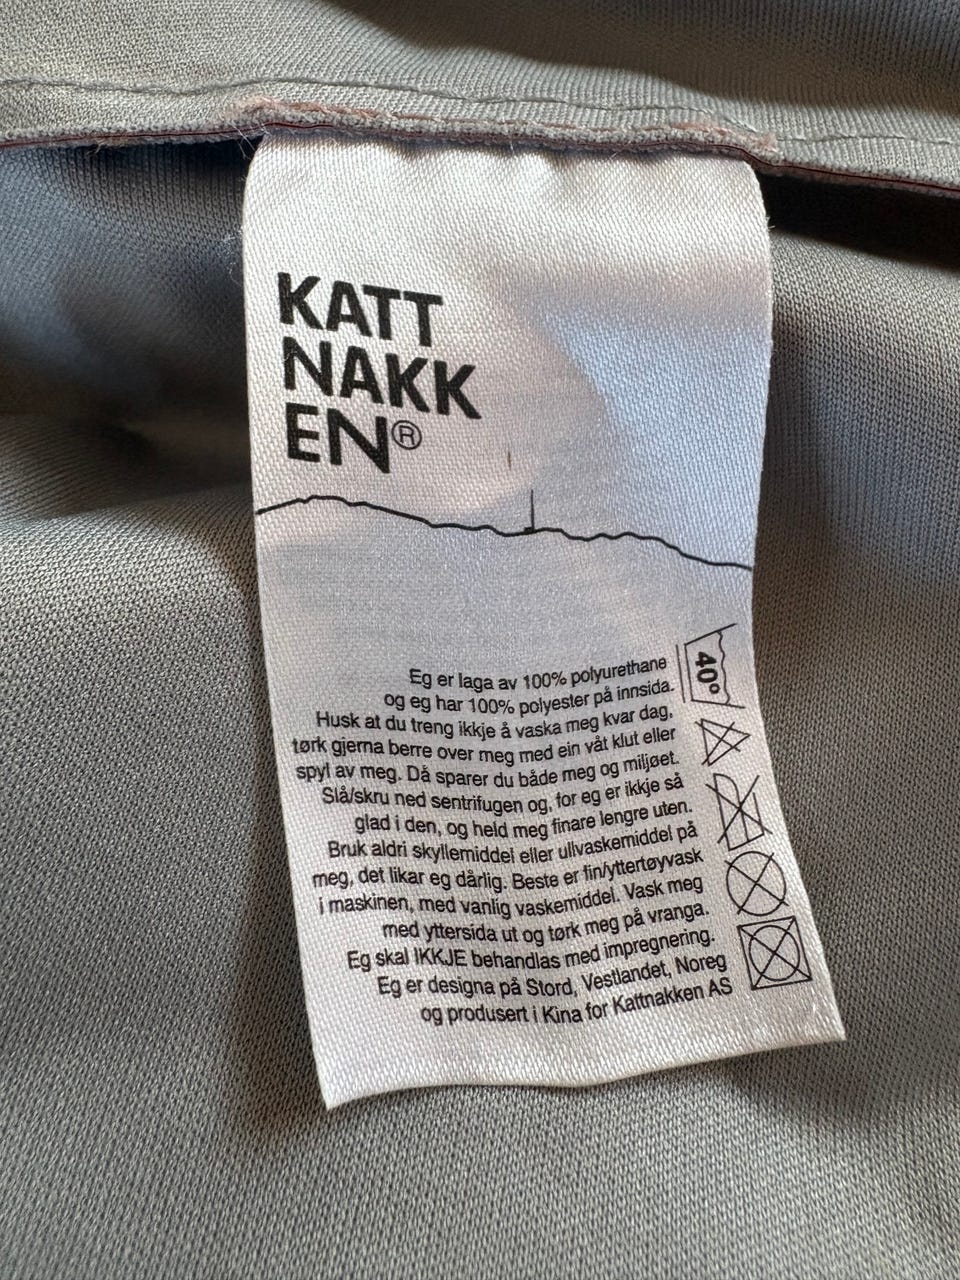 KATT
NAKK
EN®
Eg er laga av 100% polyurethane
og eg har 100% polyester på innsida.
Husk at du treng ikkje å vaska meg kvar dag,
tørk gjerna berre over meg med ein våt klut eller
spyl av meg. Då sparer du både meg og miljøet.
Slå/skru ned sentrifugen og, for eg er ikkje så
glad i den, og held meg finare lengre uten.
Bruk aldri skyllemiddel eller ullvaskemiddel på
meg, det likar eg dårlig. Beste er fin/yttertøyvask
i maskinen, med vanlig vaskemiddel. Vask meg
med yttersida ut og tørk meg på vranga.
Eg skal IKKJE behandlas med impregnering.
Eg er designa på Stord, Vestlandet, Noreg
og produsert i Kina for Kattnakken AS
40°